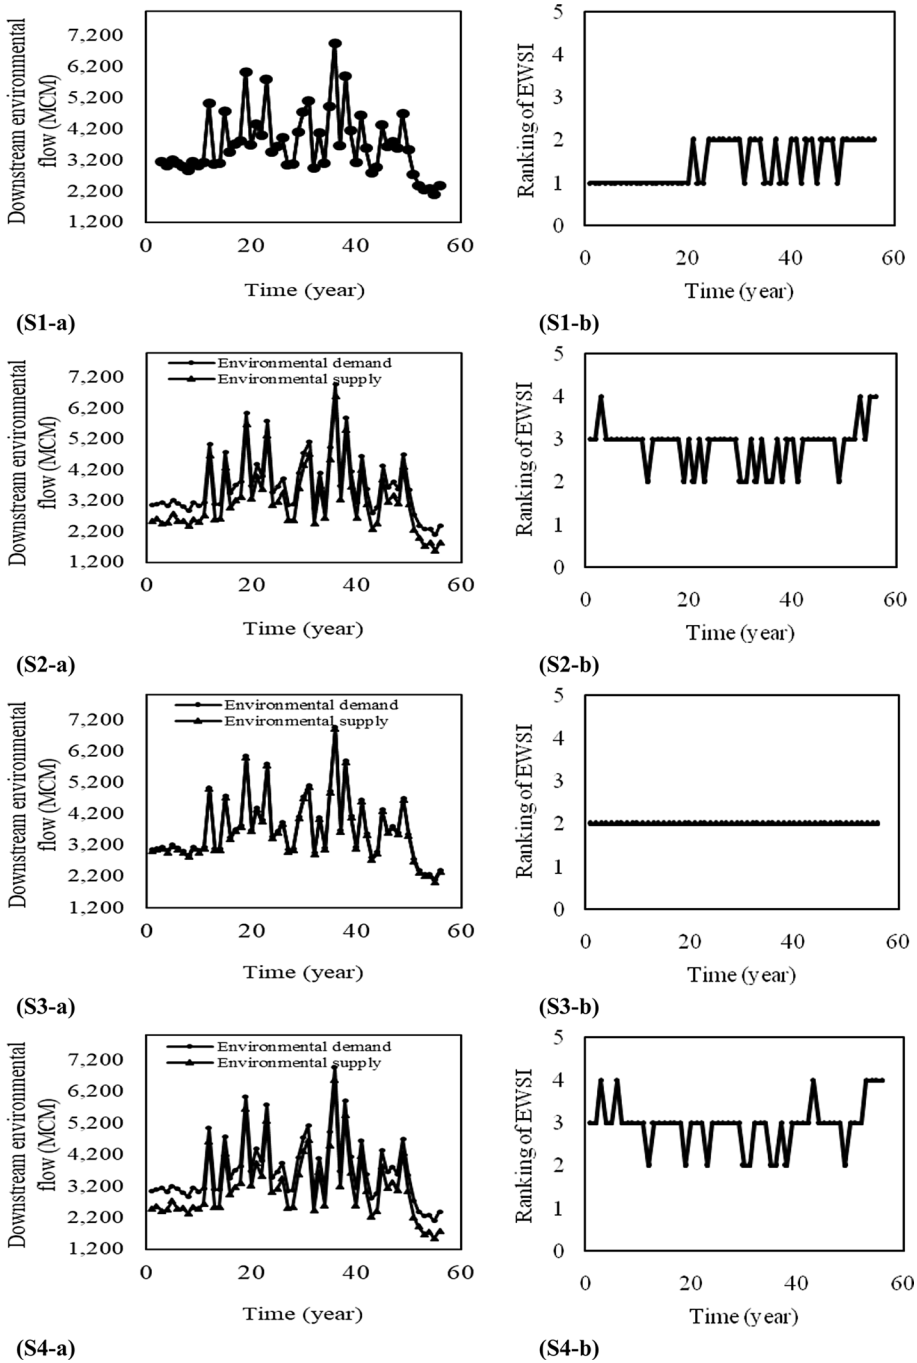 Downstream environmental
flow (MCM)
7,200
6,200
5,200
4,200
3,200
2,200
1,200
0 20 40 60
Time (year)
(S1-a)
Ranking of EWSI
5
4
3
2
1
0
0 20 40 60
Time (year)
(S1-b)
Downstream environmental
flow (MCM)
7,200
6,200
5,200
4,200
3,200
2,200
1,200
Environmental demand
Environmental supply
0 20 40 60
Time (year)
(S2-a)
Ranking of EWSI
5
4
3
2
1
0
0 20 40 60
Time (year)
(S2-b)
Downstream environmental
flow (MCM)
7,200
6,200
5,200
4,200
3,200
2,200
1,200
Environmental demand
Environmental supply
0 20 40 60
Time (year)
(S3-a)
Ranking of EWSI
5
4
3
2
1
0
0 20 40 60
Time (year)
(S3-b)
Downstream environmental
flow (MCM)
7,200
6,200
5,200
4,200
3,200
2,200
1,200
Environmental demand
Environmental supply
0 20 40 60
Time (year)
(S4-a)
Ranking of EWSI
5
4
3
2
1
0
0 20 40 60
Time (year)
(S4-b)